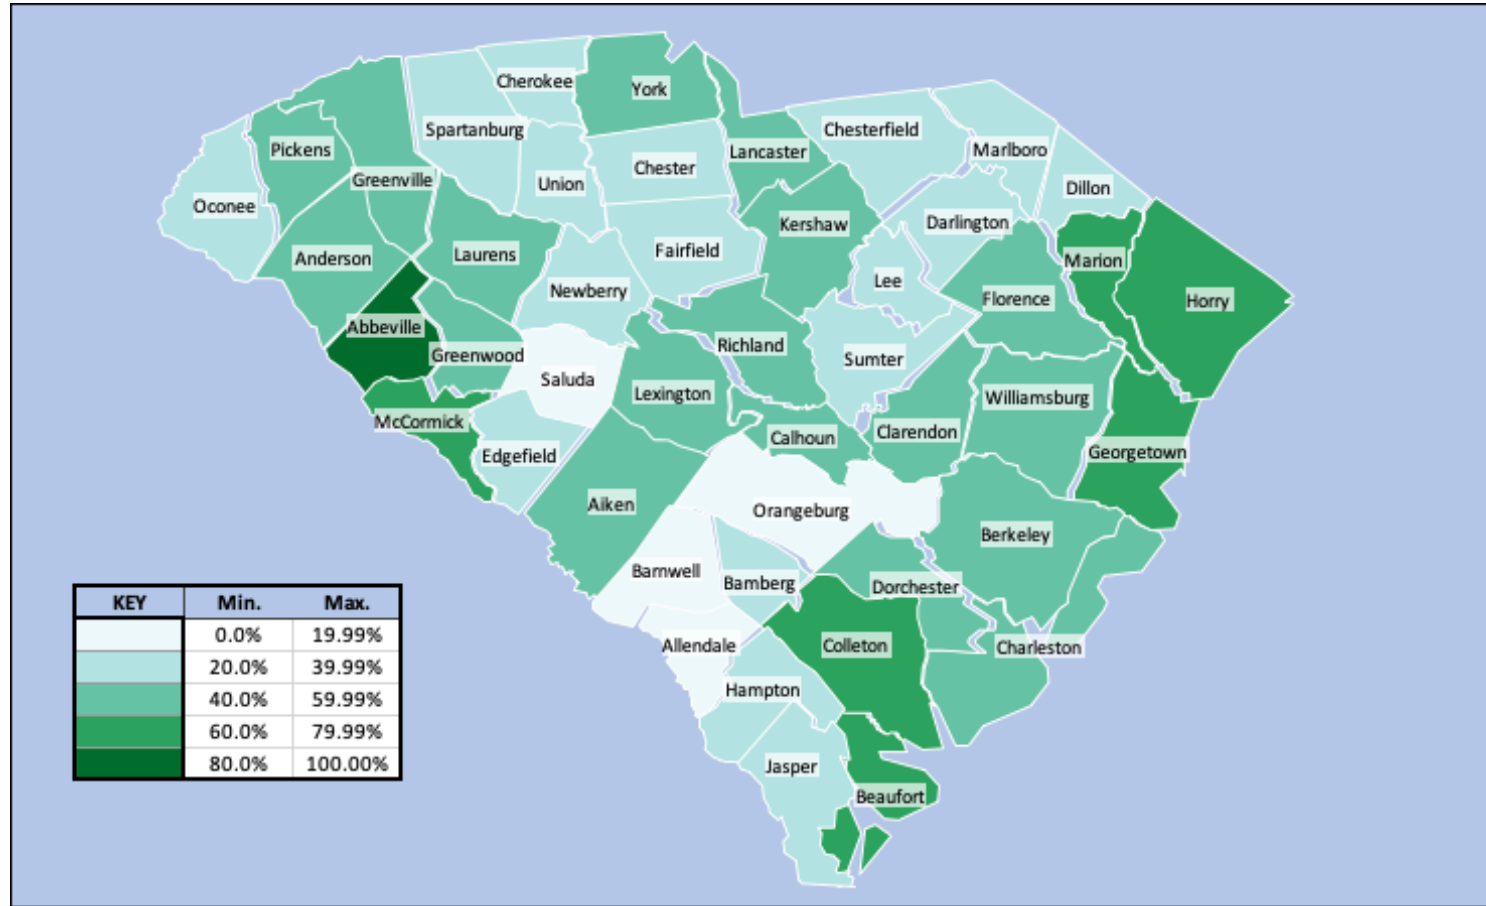 Cherokee
York
Spartanburg
Chesterfield
Pickens
Lancaster
Marlboro
Greenville
Union
Chester
Dillon
Oconee
Kershaw
Darlington
Anderson
Laurens
Fairfield
Marion
Newberry
Lee
Florence
Horry
Abbeville
Greenwood
Richland
Sumter
Saluda
Lexington
Williamsburg
McCormick
Calhoun
Clarendon
Edgefield
Georgetown
Aiken
Orangeburg
Berkeley
Barnwell
Bamberg
Dorchester
Allendale
Colleton
Charleston
Hampton
Jasper
Beaufort
KEY Min. Max.
0.0% 19.99%
20.0% 39.99%
40.0% 59.99%
60.0% 79.99%
80.0% 100.00%